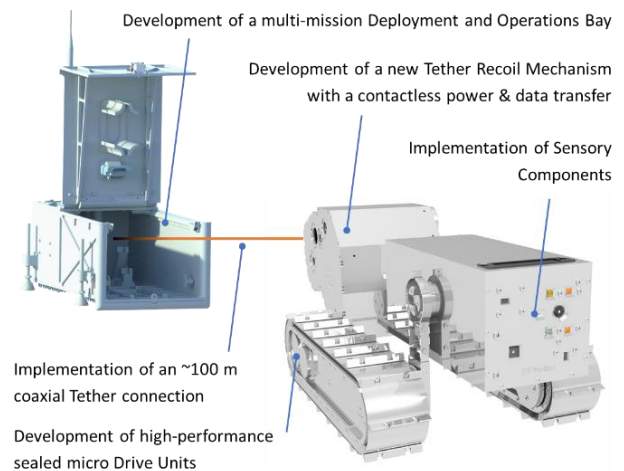 Development of a multi-mission Deployment and Operations Bay
Development of a new Tether Recoil Mechanism
with a contactless power & data transfer
Implementation of Sensory
Components
Implementation of an ~100 m
coaxial Tether connection
Development of high-performance
sealed micro Drive Units